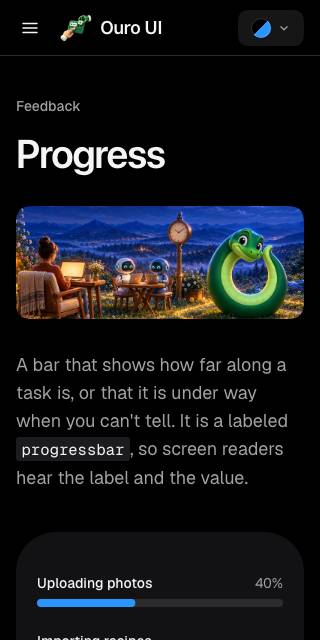 Ouro UI
Feedback
Progress
A bar that shows how far along a
task is, or that it is under way
when you can't tell. It is a labeled
progressbar, so screen readers
hear the label and the value.
Uploading photos 40%
Importing recipes